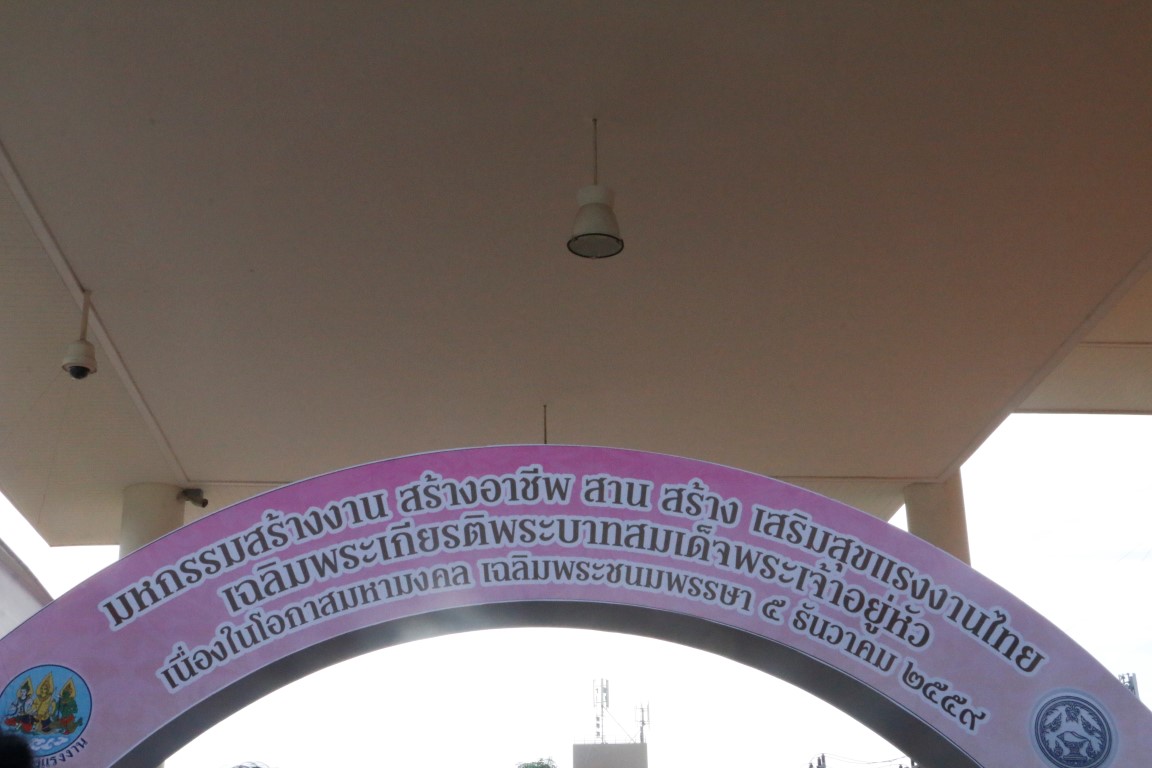 มหกรรมสร้างงาน สร้างอาชีพ สาน สร้าง เสริมสุขแรงงานไทย
เฉลิมพระเกียรติพระบาทสมเด็จพระเจ้าอยู่หัว
เนื่องในโอกาสมหามงคล เฉลิมพระชนมพรรษา ๕ ธันวาคม ๒๕๕๙
แรงงาน